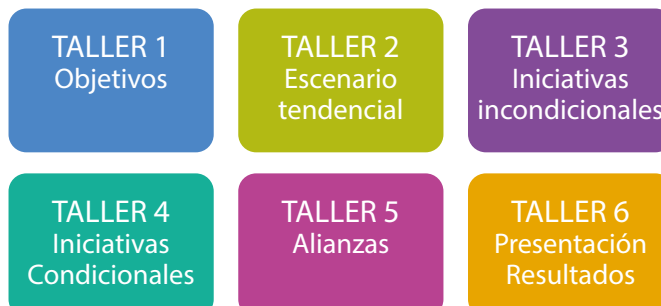 TALLER 1
Objetivos
TALLER 2
Escenario
tendencial
TALLER 3
Iniciativas
incondicionales
TALLER 4
Iniciativas
Condicionales
TALLER 5
Alianzas
TALLER 6
Presentación
Resultados